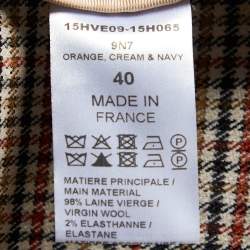 15HVE09-15H065
9N7
ORANGE, CREAM & NAVY
40
MADE IN
FRANCE
MATIERE PRINCIPALE /
MAIN MATERIAL
98% LAINE VIERGE /
VIRGIN WOOL
2% ELASTHANNE /
ELASTANE